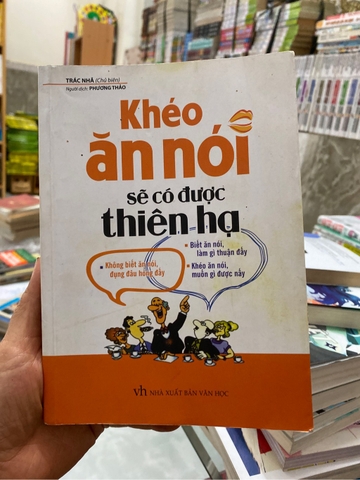 TRÁC NHÃ (Chủ biên)
Người dịch: PHƯƠNG THẢO
Khéo
ăn nói
sẽ có được
thiên hạ
• Biết ăn nói,
làm gì thuận đấy
• Không biết ăn nói,
đụng đâu hỏng đấy
• Khéo ăn nói,
muốn gì được nấy
vh NHÀ XUẤT BẢN VĂN HỌC